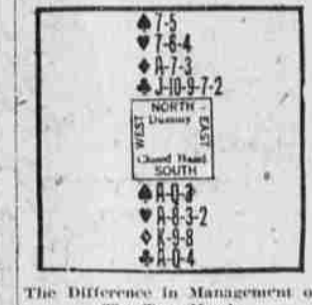 ♠ 7-5
♥ 7-6-4
♦ A-7-3
♣ J-10-9-7-2
NORTH
Dummy
WEST
EAST
Closed Hand
SOUTH
♠ A-Q-3
♥ A-8-3-2
♦ K-9-8
♣ A-Q-4
The Difference in Management o